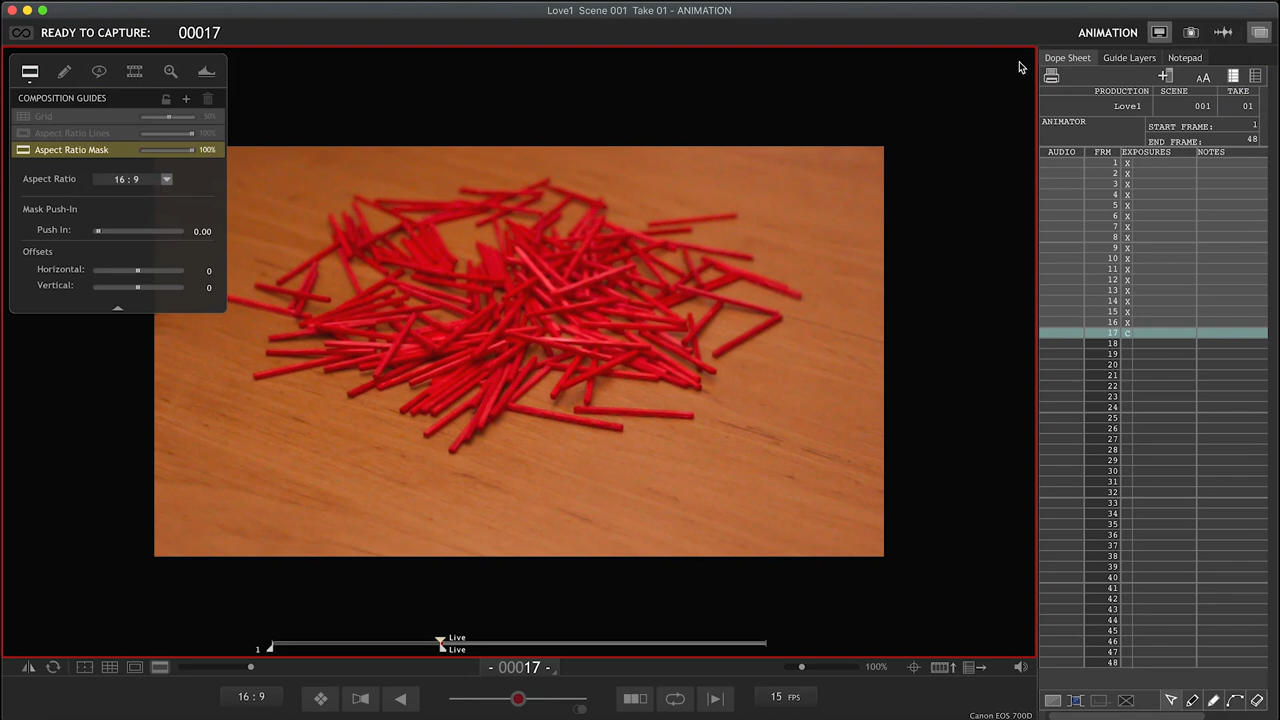 Love1 Scene 001 Take 01 - ANIMATION
READY TO CAPTURE: 00017
ANIMATION
Dope Sheet Guide Layers Notepad
COMPOSITION GUIDES
Grid 50%
Aspect Ratio Lines 100%
Aspect Ratio Mask 100%
Aspect Ratio 16 : 9
Mask Push-In
Push In: 0.00
Offsets
Horizontal: 0
Vertical: 0
AA
PRODUCTION SCENE TAKE
Love1 001 01
ANIMATOR
START FRAME: 1
END FRAME: 48
AUDIO FRM EXPOSURES NOTES
1 X
2 X
3 X
4 X
5 X
6 X
7 X
8 X
9 X
10 X
11 X
12 X
13 X
14 X
15 X
16 X
17 C
18
19
20
21
22
23
24
25
26
27
28
29
30
31
32
33
34
35
36
37
38
39
40
41
42
43
44
45
46
47
48
Live
1 Live
- 00017 -
100%
16 : 9
15 FPS
Canon EOS 700D